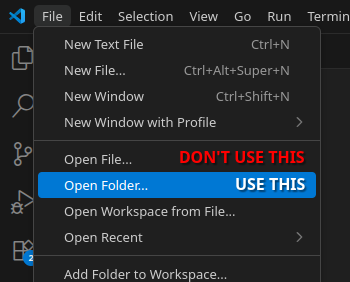 File Edit Selection View Go Run Termin
New Text File Ctrl+N
New File... Ctrl+Alt+Super+N
New Window Ctrl+Shift+N
New Window with Profile
Open File... DON'T USE THIS
Open Folder... USE THIS
Open Workspace from File...
Open Recent
2
Add Folder to Workspace...